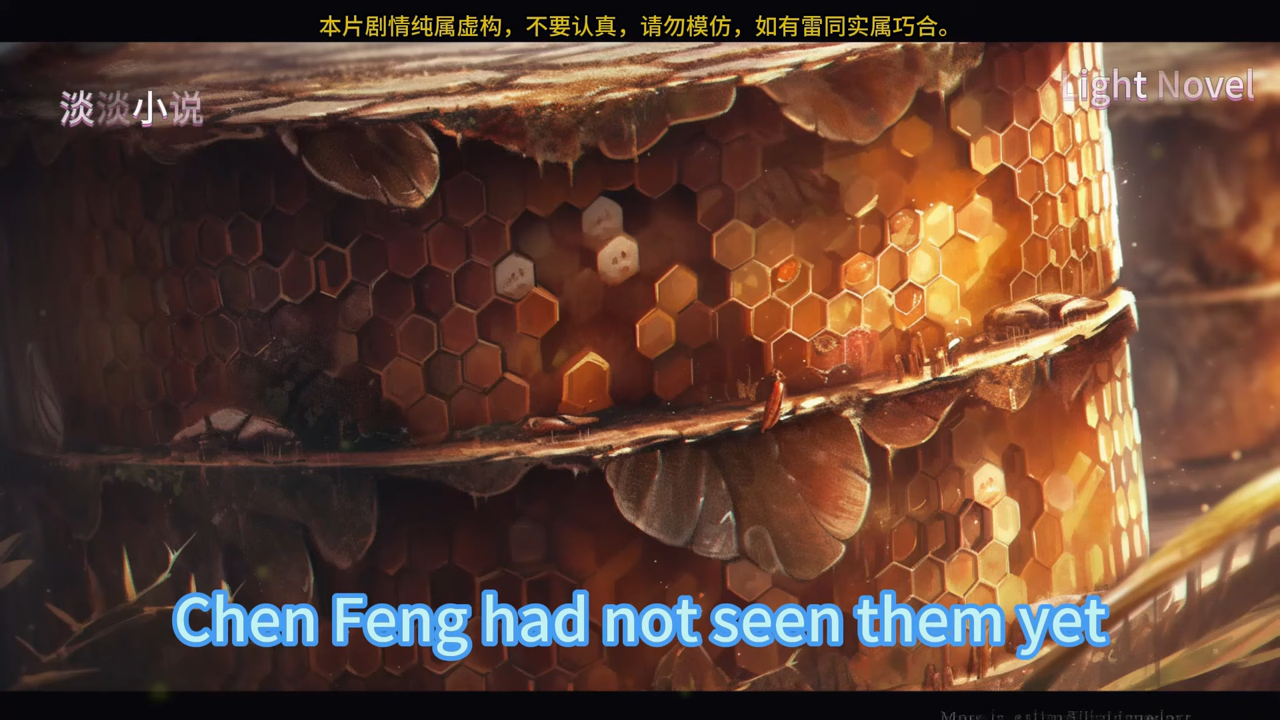 本片剧情纯属虚构，不要认真，请勿模仿，如有雷同实属巧合。
淡淡小说
Light Novel
Chen Feng had not seen them yet